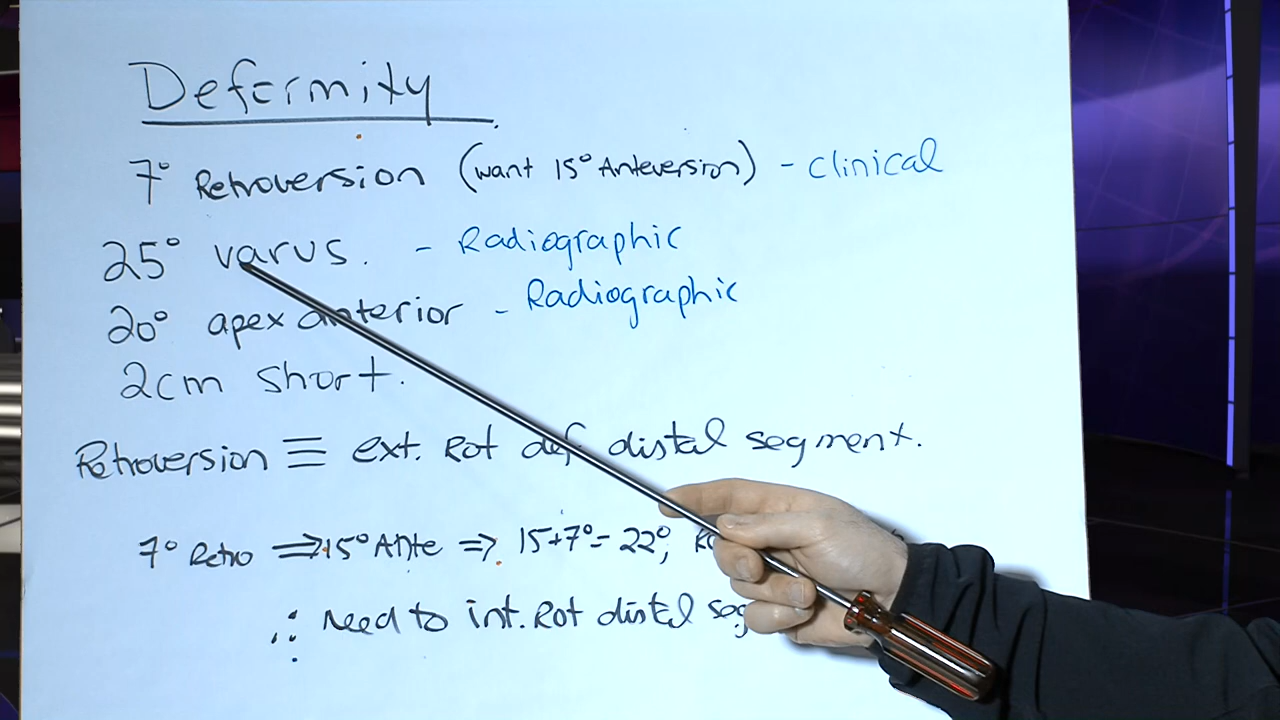 Deformity
7° Retroversion (want 15° Anteversion) - Clinical
25° varus. - Radiographic
20° apex anterior - Radiographic
2cm short.
Retroversion ≡ ext. Rot def distal segment.
7° Retro ⇒ 15° Ante ⇒ 15+7° = 22°,
∴ Need to int. Rot distal